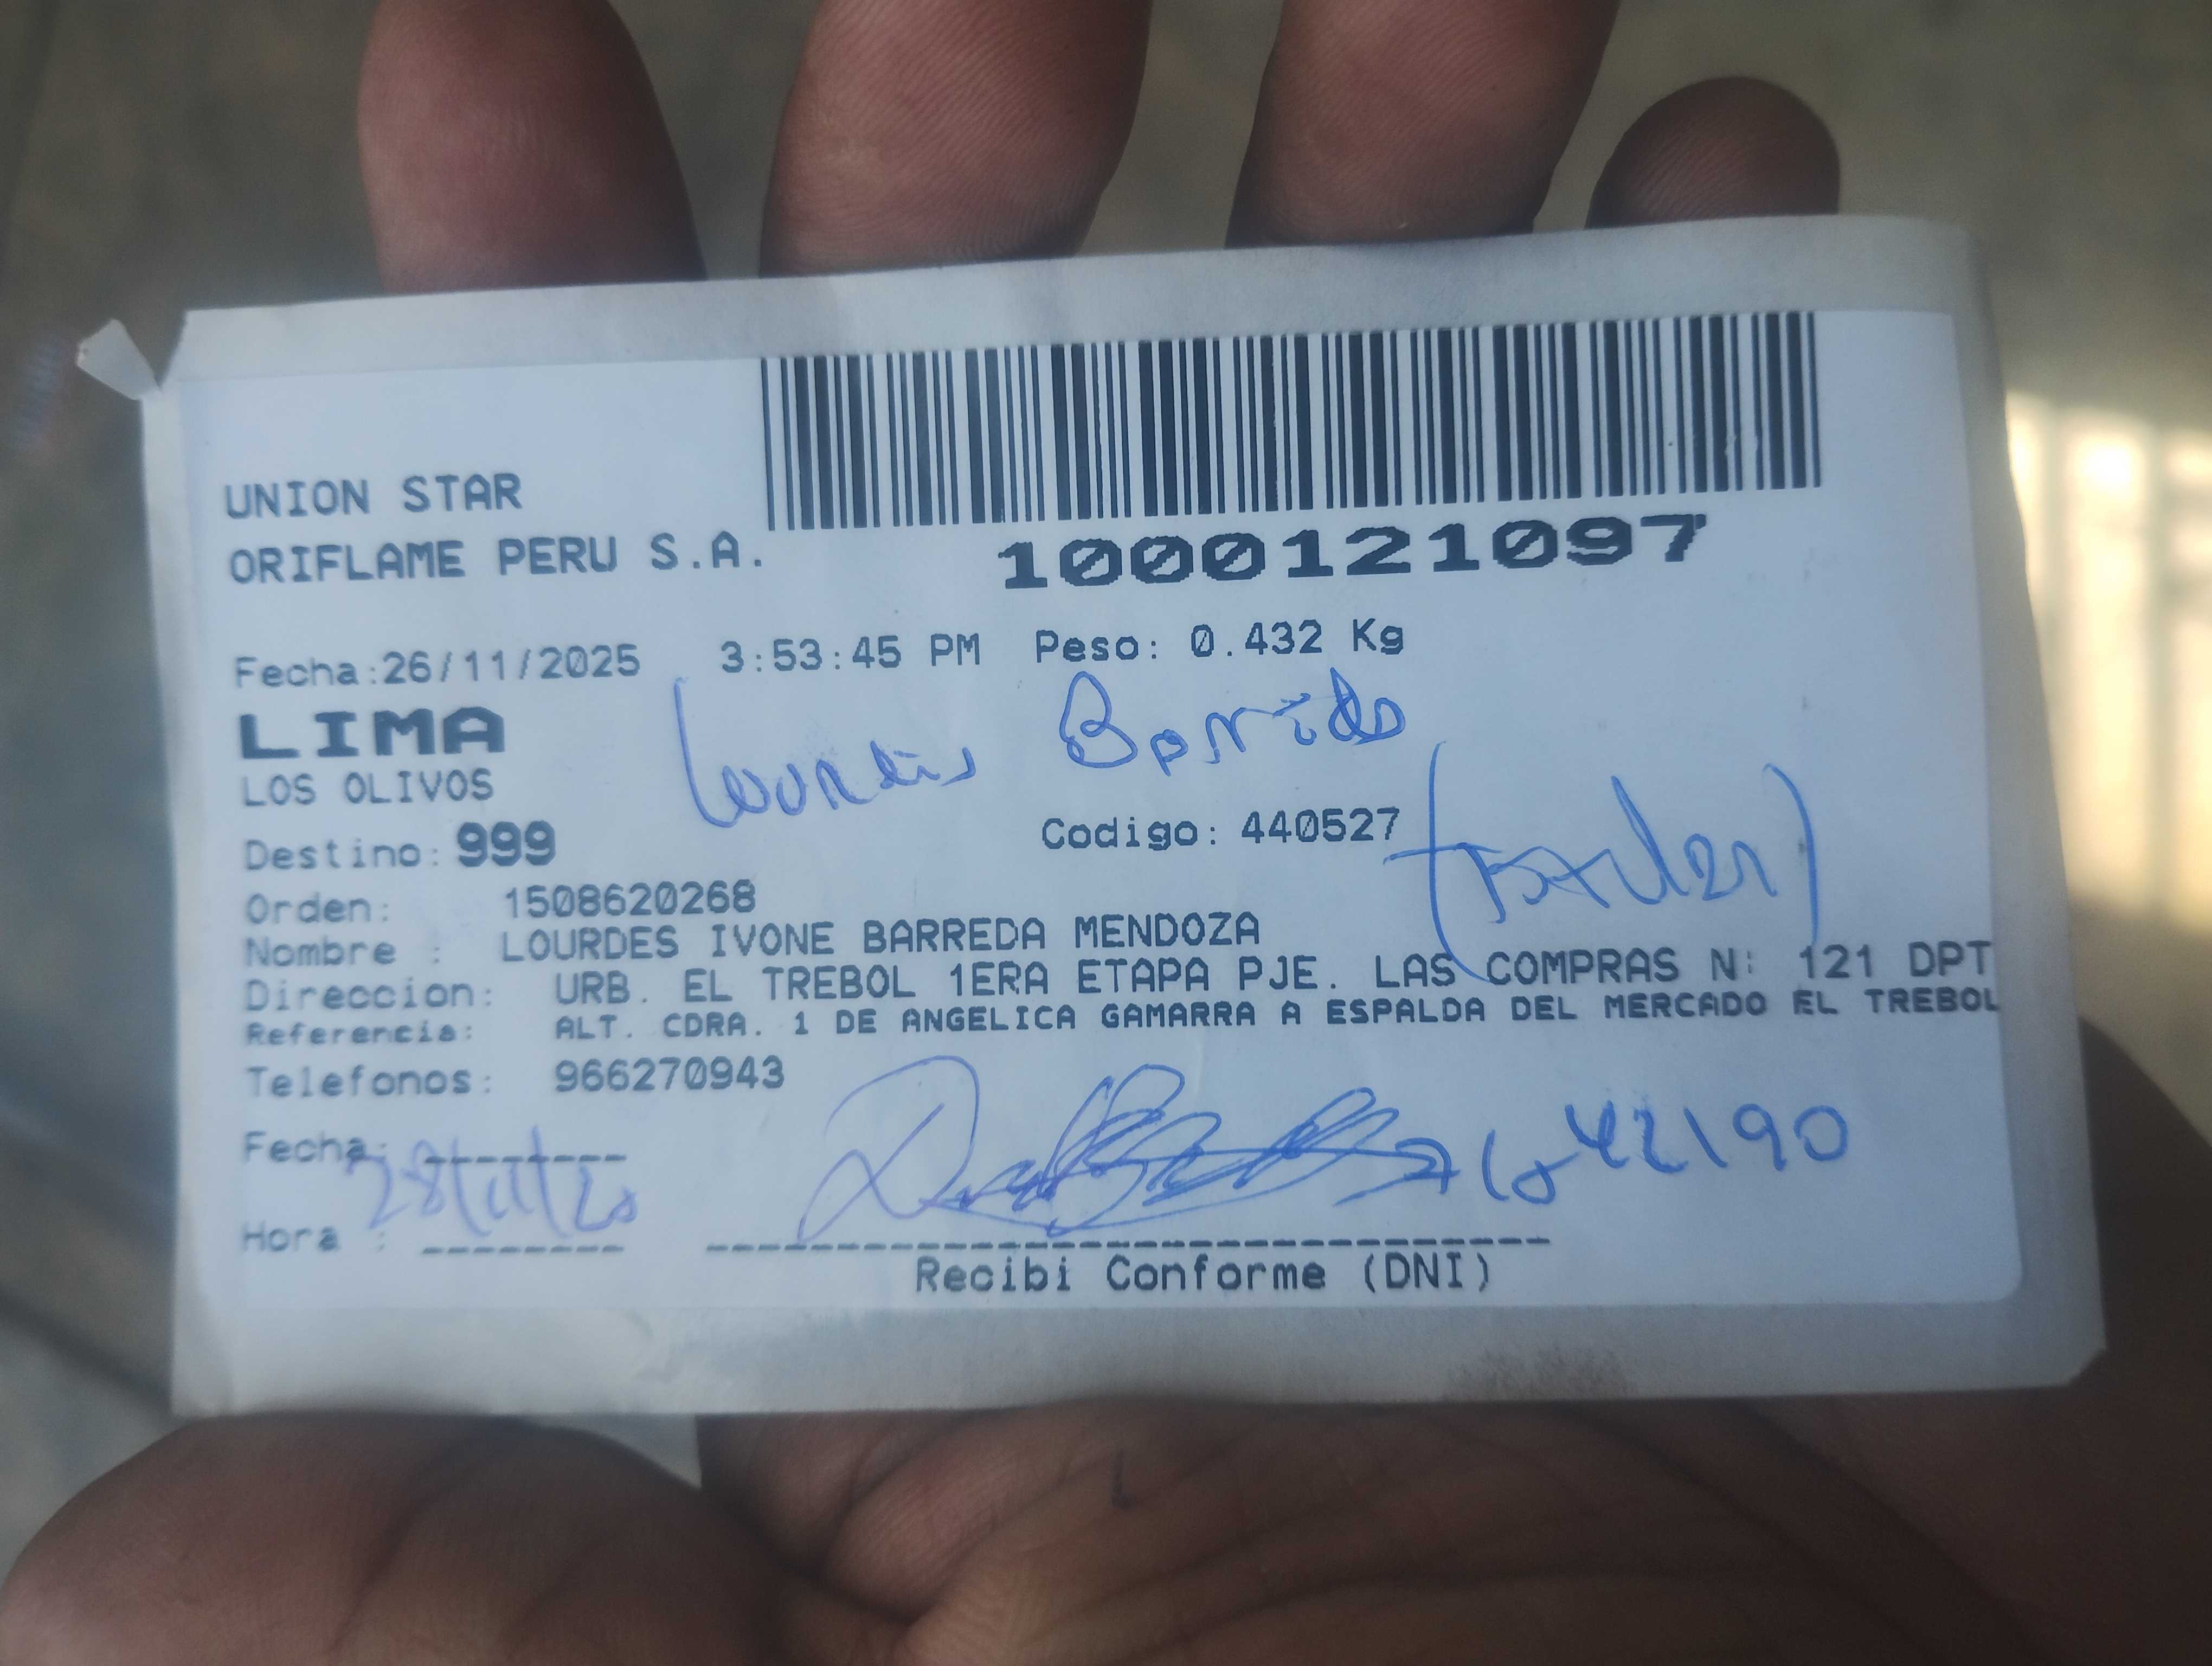 UNION STAR
ORIFLAME PERU S.A.
1000121097
Fecha:26/11/2025 3:53:45 PM Peso: 0.432 Kg
LIMA
LOS OLIVOS
Destino: 999 Codigo: 440527
Orden: 1508620268
Nombre : LOURDES IVONE BARREDA MENDOZA
Direccion: URB. EL TREBOL 1ERA ETAPA PJE. LAS COMPRAS N: 121 DPT
Referencia: ALT. CDRA. 1 DE ANGELICA GAMARRA A ESPALDA DEL MERCADO EL TREBOL
Telefonos: 966270943
Fecha:
Hora :
Recibi Conforme (DNI)